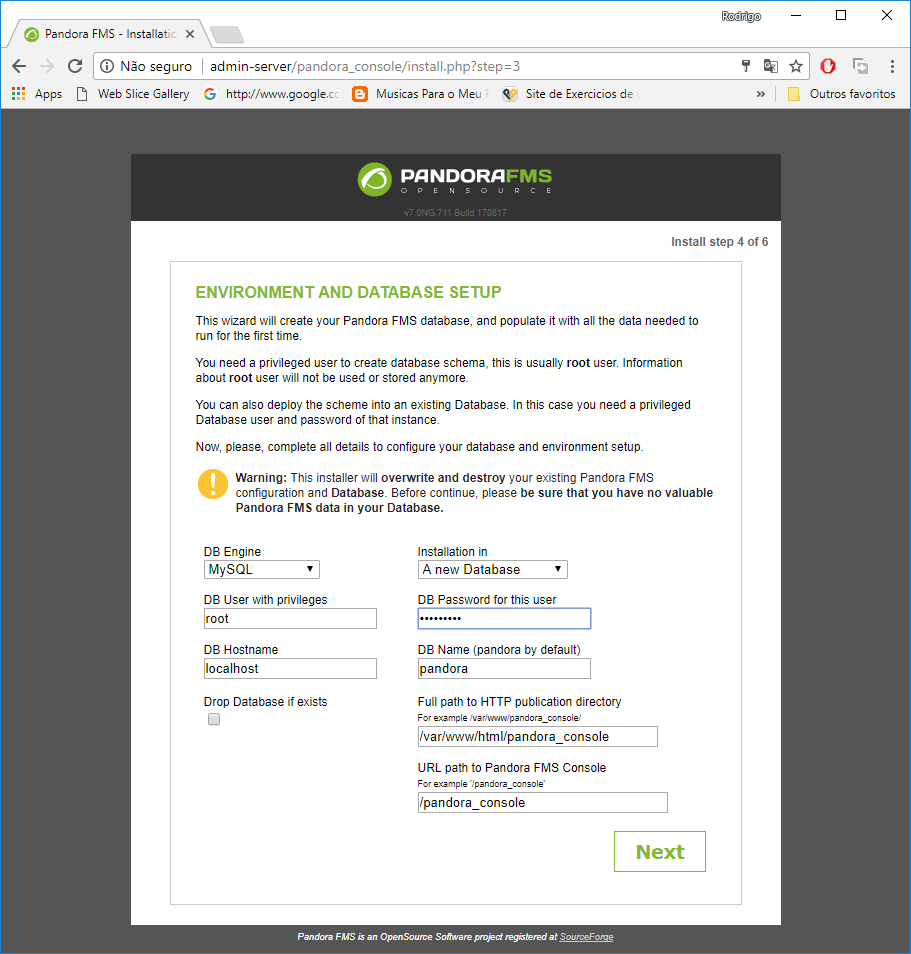 Rodrigo
Pandora FMS - Installatio
Não seguro
admin-server/pandora_console/install.php?step=3
Apps
Web Slice Gallery
http://www.google.co
Musicas Para o Meu
Site de Exercicios de
»
Outros favoritos
PANDORAFMS
OPENSOURCE
v7.0NG.711 Build 170817
Install step 4 of 6
ENVIRONMENT AND DATABASE SETUP
This wizard will create your Pandora FMS database, and populate it with all the data needed to
run for the first time.
You need a privileged user to create database schema, this is usually root user. Information
about root user will not be used or stored anymore.
You can also deploy the scheme into an existing Database. In this case you need a privileged
Database user and password of that instance.
Now, please, complete all details to configure your database and environment setup.
Warning: This installer will overwrite and destroy your existing Pandora FMS
configuration and Database. Before continue, please be sure that you have no valuable
Pandora FMS data in your Database.
DB Engine
MySQL
Installation in
A new Database
DB User with privileges
root
DB Password for this user
•••••••••
DB Hostname
localhost
DB Name (pandora by default)
pandora
Drop Database if exists
Full path to HTTP publication directory
For example /var/www/pandora_console/
/var/www/html/pandora_console
URL path to Pandora FMS Console
For example '/pandora_console'
/pandora_console
Next
Pandora FMS is an OpenSource Software project registered at SourceForge